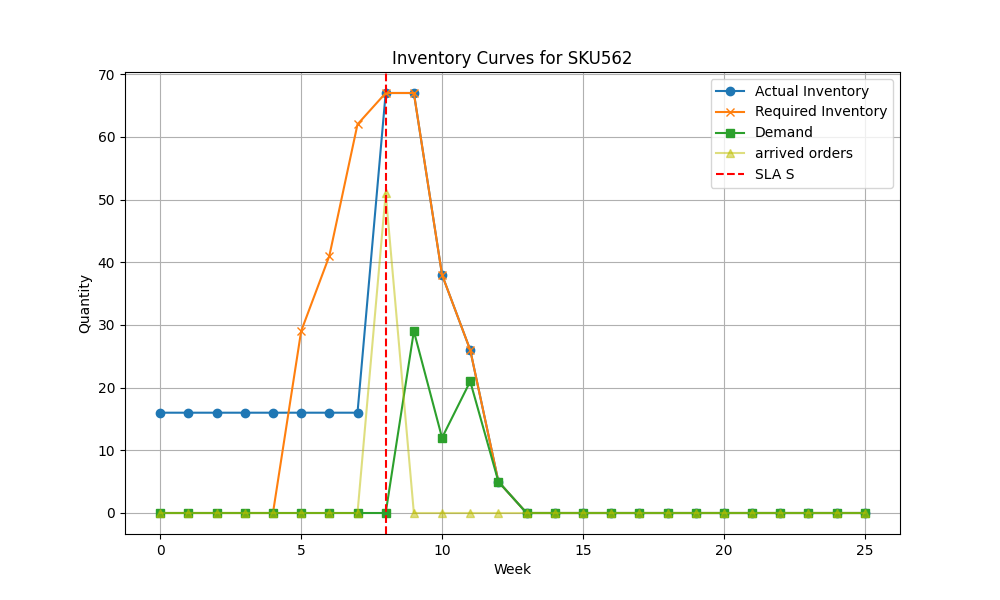 Inventory Curves for SKU562
Quantity
70
60
50
40
30
20
10
0
Actual Inventory
Required Inventory
Demand
arrived orders
SLA S
0 5 10 15 20 25
Week